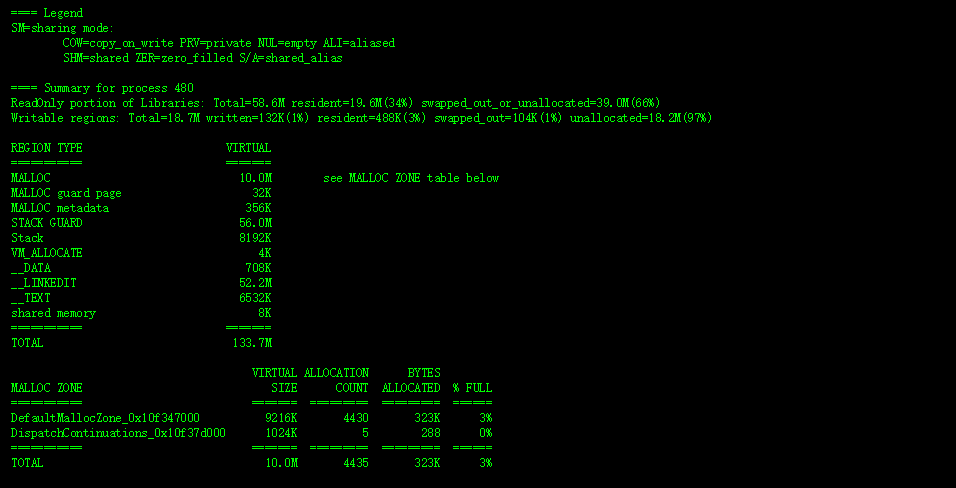 ==== Legend
SM=sharing mode:
COW=copy_on_write PRV=private NUL=empty ALI=aliased
SHM=shared ZER=zero_filled S/A=shared_alias
==== Summary for process 480
ReadOnly portion of Libraries: Total=58.6M resident=19.6M(34%) swapped_out_or_unallocated=39.0M(66%)
Writable regions: Total=18.7M written=132K(1%) resident=488K(3%) swapped_out=104K(1%) unallocated=18.2M(97%)
REGION TYPE VIRTUAL
=========== =======
MALLOC 10.0M see MALLOC ZONE table below
MALLOC guard page 32K
MALLOC metadata 356K
STACK GUARD 56.0M
Stack 8192K
VM_ALLOCATE 4K
__DATA 708K
__LINKEDIT 52.2M
__TEXT 6532K
shared memory 8K
=========== =======
TOTAL 133.7M
VIRTUAL ALLOCATION BYTES
MALLOC ZONE SIZE COUNT ALLOCATED % FULL
=========== ======= ========= ========= ======
DefaultMallocZone_0x10f347000 9216K 4430 323K 3%
DispatchContinuations_0x10f37d000 1024K 5 288 0%
=========== ======= ========= ========= ======
TOTAL 10.0M 4435 323K 3%